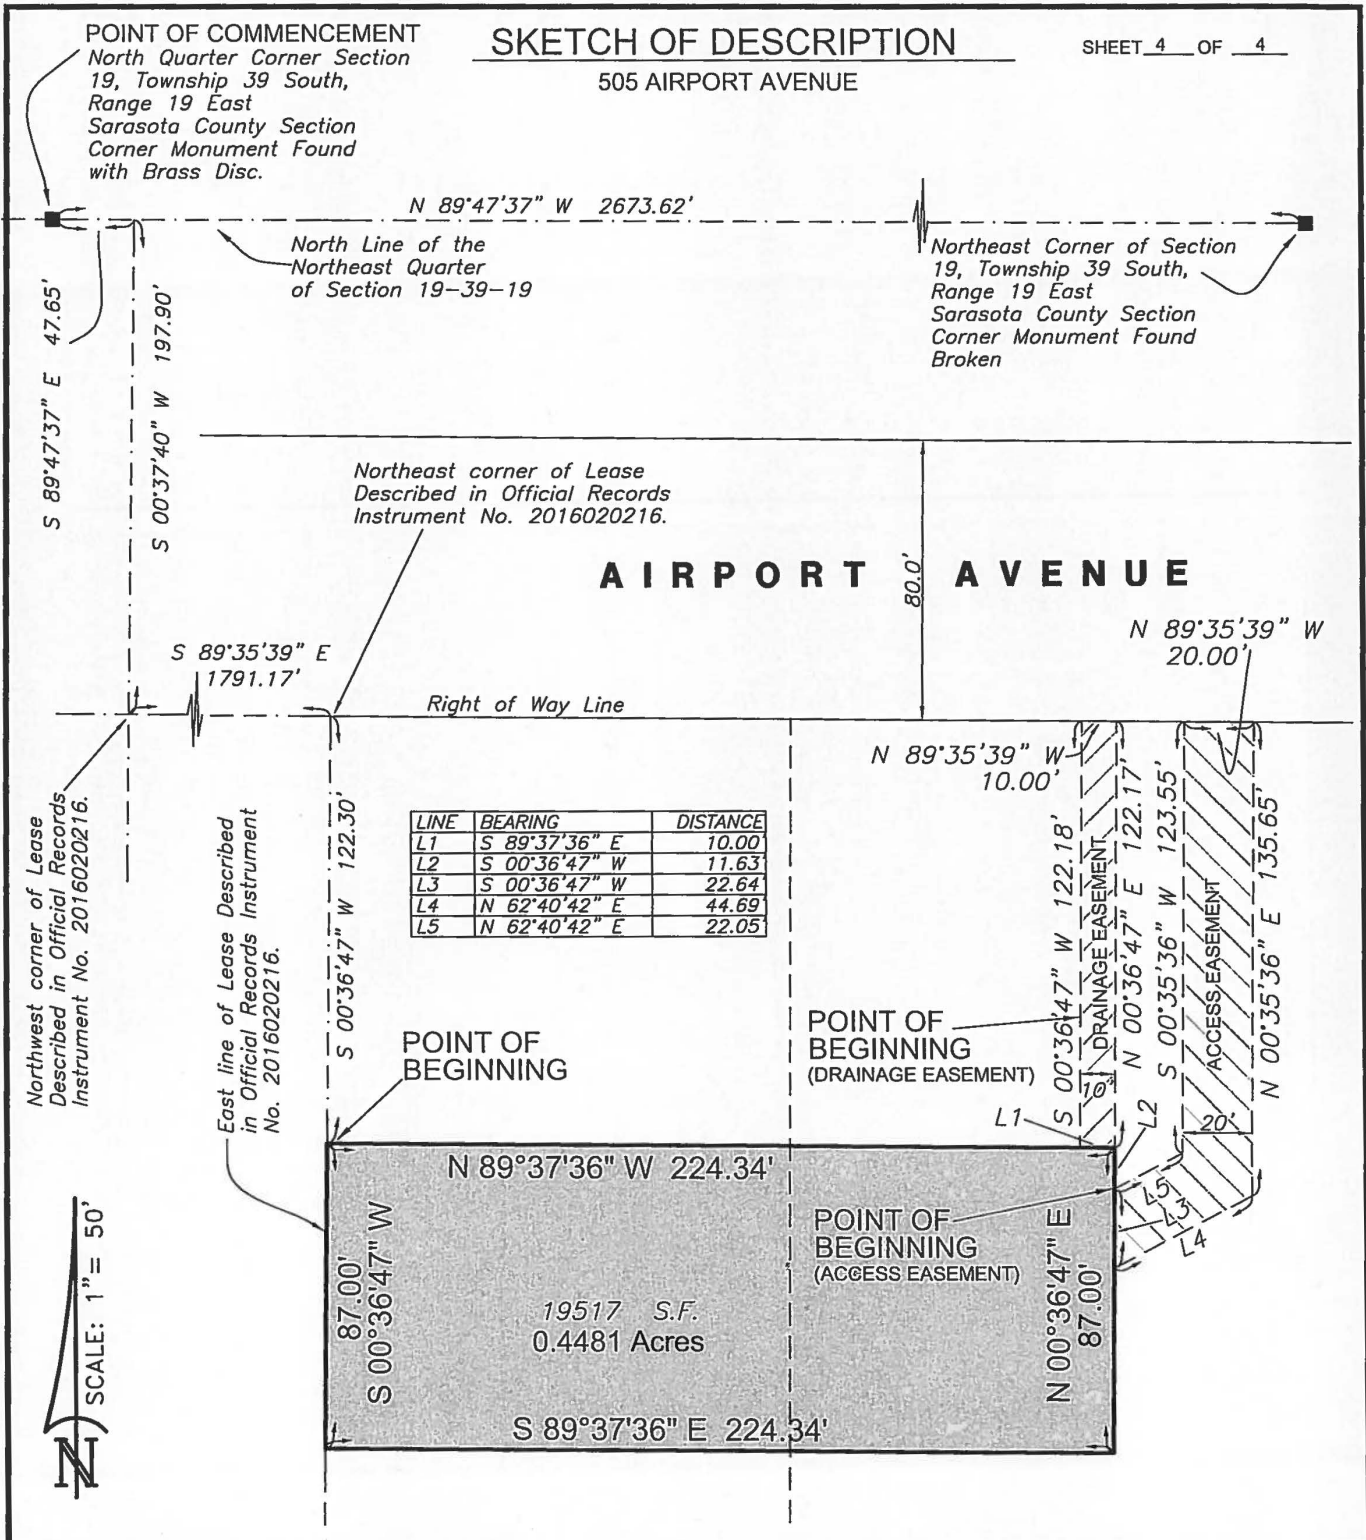 POINT OF COMMENCEMENT
North Quarter Corner Section
19, Township 39 South,
Range 19 East
Sarasota County Section
Corner Monument Found
with Brass Disc.
SKETCH OF DESCRIPTION
505 AIRPORT AVENUE
SHEET 4 OF 4
N 89°47'37" W 2673.62'
North Line of the
Northeast Quarter
of Section 19-39-19
Northeast Corner of Section
19, Township 39 South,
Range 19 East
Sarasota County Section
Corner Monument Found
Broken
S 89°47'37" E 47.65'
S 00°37'40" W 197.90'
Northeast corner of Lease
Described in Official Records
Instrument No. 2016020216.
AIRPORT AVENUE
80.0'
S 89°35'39" E
1791.17'
Right of Way Line
N 89°35'39" W
20.00'
N 89°35'39" W
10.00'
Northwest corner of Lease
Described in Official Records
Instrument No. 2016020216.
East line of Lease Described
in Official Records Instrument
No. 2016020216.
S 00°36'47" W 122.30'
LINE BEARING DISTANCE
L1 S 89°37'36" E 10.00
L2 S 00°36'47" W 11.63
L3 S 00°36'47" W 22.64
L4 N 62°40'42" E 44.69
L5 N 62°40'42" E 22.05
S 00°36'47" W 122.18'
DRAINAGE EASEMENT
N 00°36'47" E 122.17'
S 00°35'36" W 123.55'
ACCESS EASEMENT
N 00°35'36" E 135.65'
POINT OF
BEGINNING
POINT OF
BEGINNING
(DRAINAGE EASEMENT)
10'
20'
L1
L2
L5
L3
L4
N 89°37'36" W 224.34'
87.00'
S 00°36'47" W
POINT OF
BEGINNING
(ACCESS EASEMENT)
N 00°36'47" E
87.00'
19517 S.F.
0.4481 Acres
S 89°37'36" E 224.34'
SCALE: 1"= 50'
N